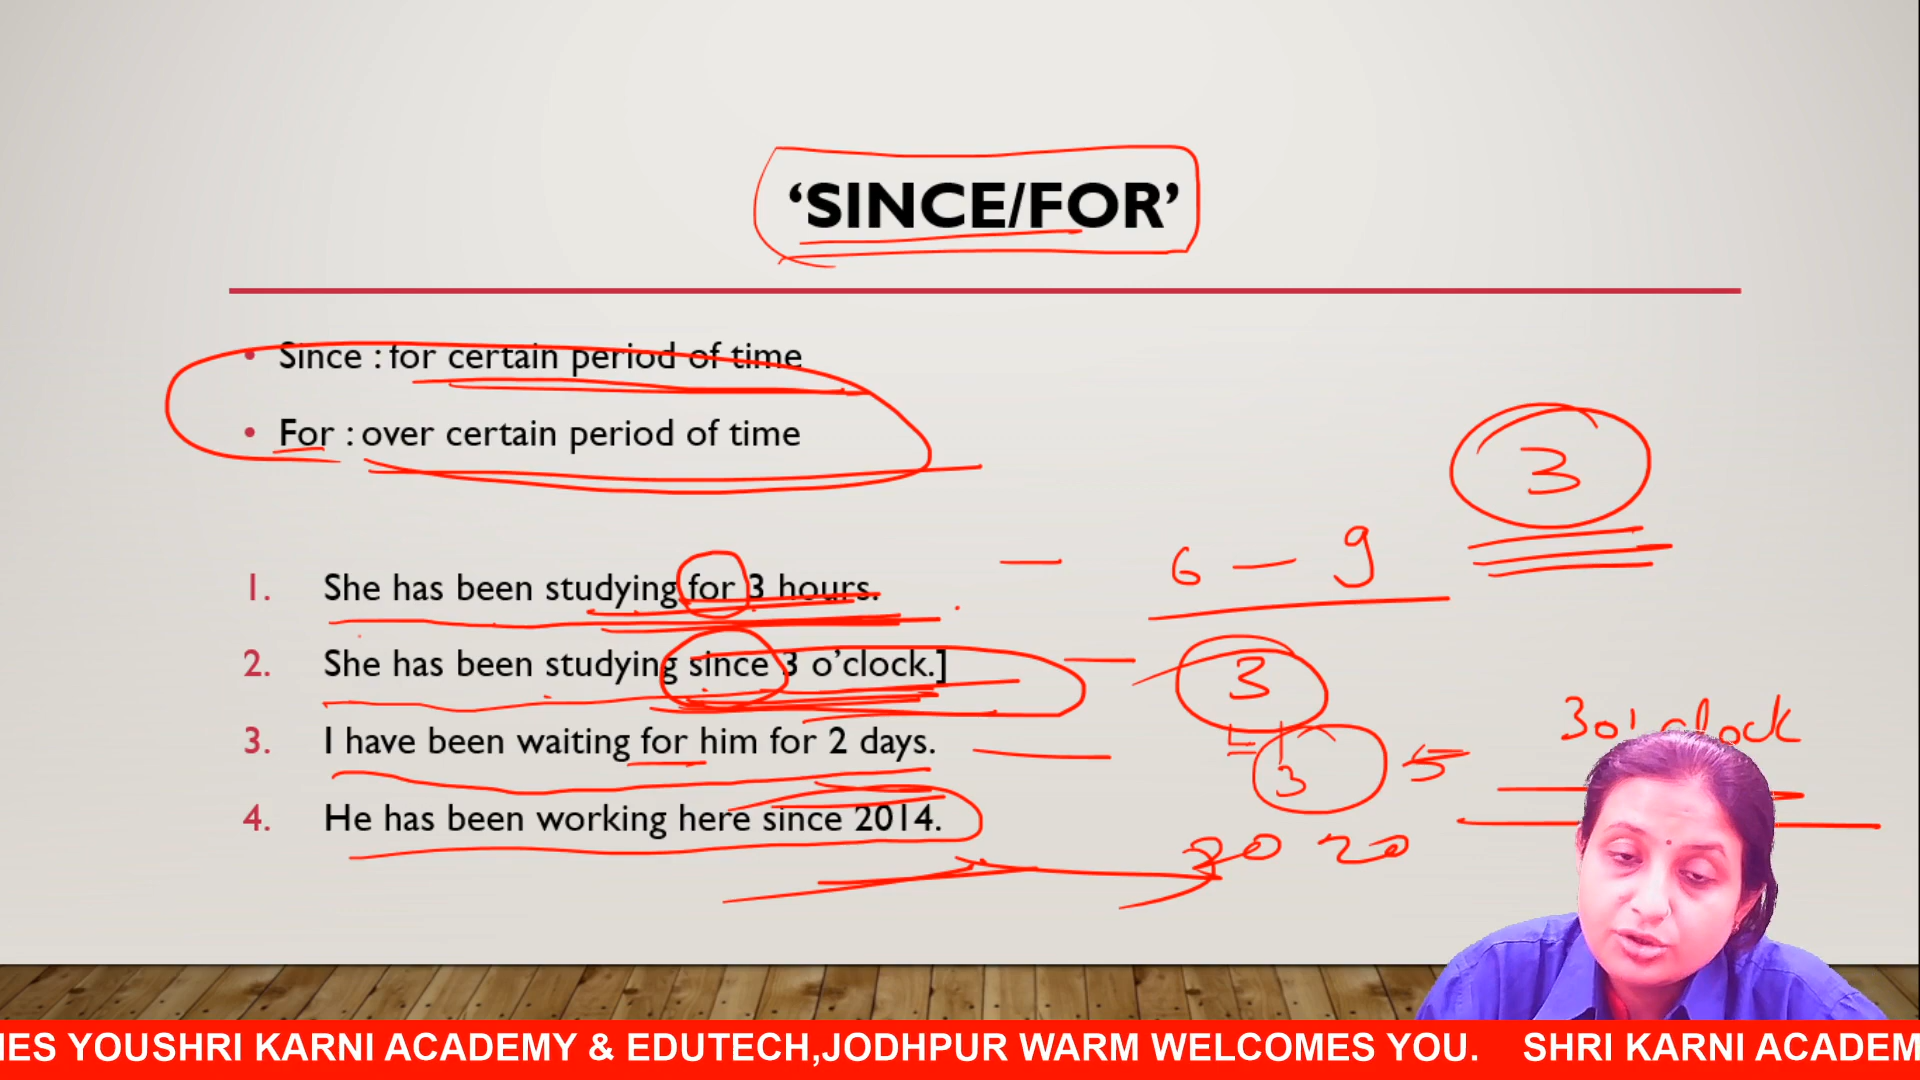 ‘SINCE/FOR’
• Since : for certain period of time
• For : over certain period of time
3
1. She has been studying for 3 hours.
6 — 9
2. She has been studying since 3 o’clock.]
3
3 o'clock
3. I have been waiting for him for 2 days.
3 5
4. He has been working here since 2014.
2020
IES YOUSHRI KARNI ACADEMY & EDUTECH,JODHPUR WARM WELCOMES YOU. SHRI KARNI ACADEM